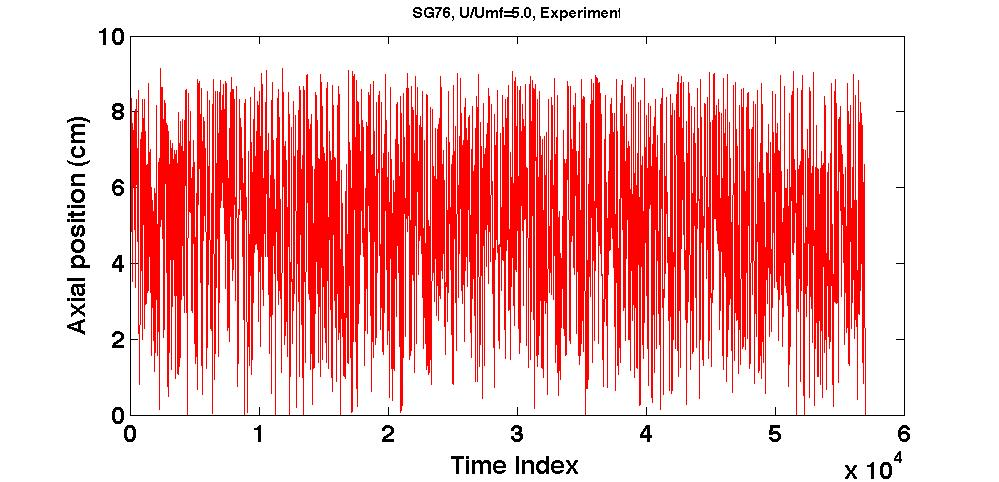 SG76, U/Umf=5.0, Experiment
10
8
6
4
2
0
Axial position (cm)
0 1 2 3 4 5 6
Time Index
x 10^4